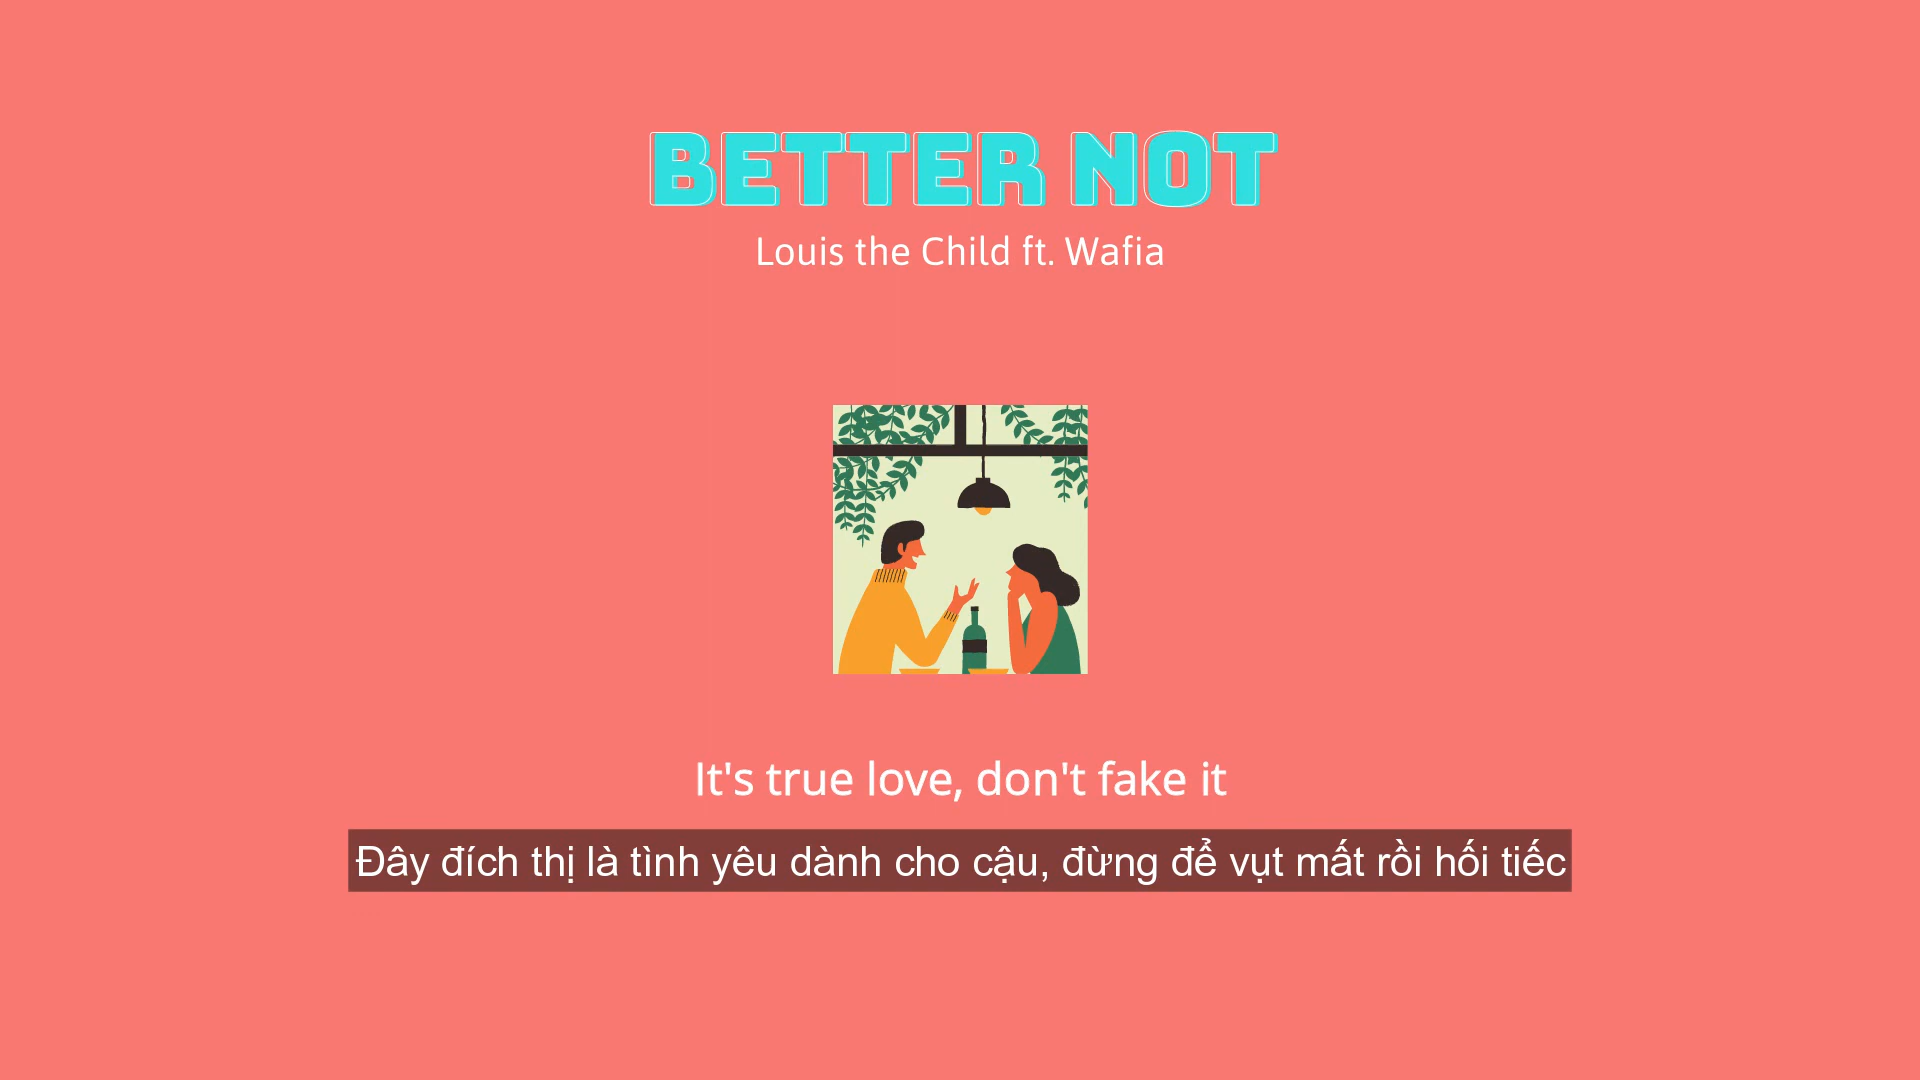 BETTER NOT
Louis the Child ft. Wafia
It's true love, don't fake it
Đây đích thị là tình yêu dành cho cậu, đừng để vụt mất rồi hối tiếc